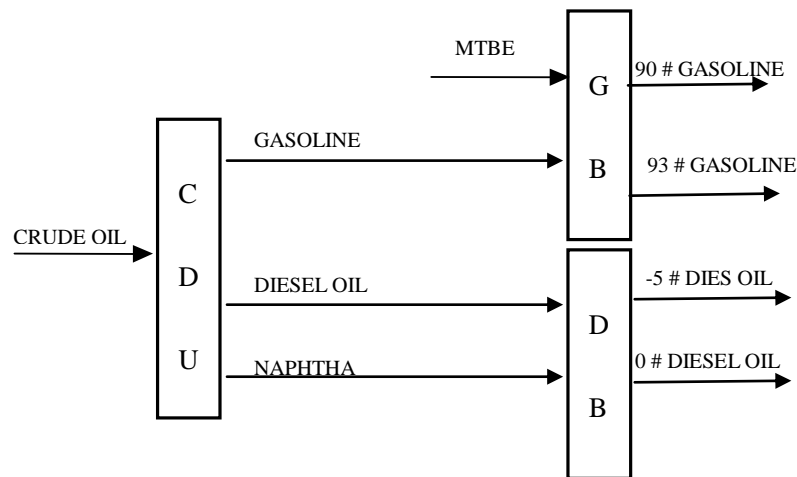 MTBE
90 # GASOLINE
G
GASOLINE
B
93 # GASOLINE
C
CRUDE OIL
D
U
DIESEL OIL
-5 # DIES OIL
D
NAPHTHA
0 # DIESEL OIL
B